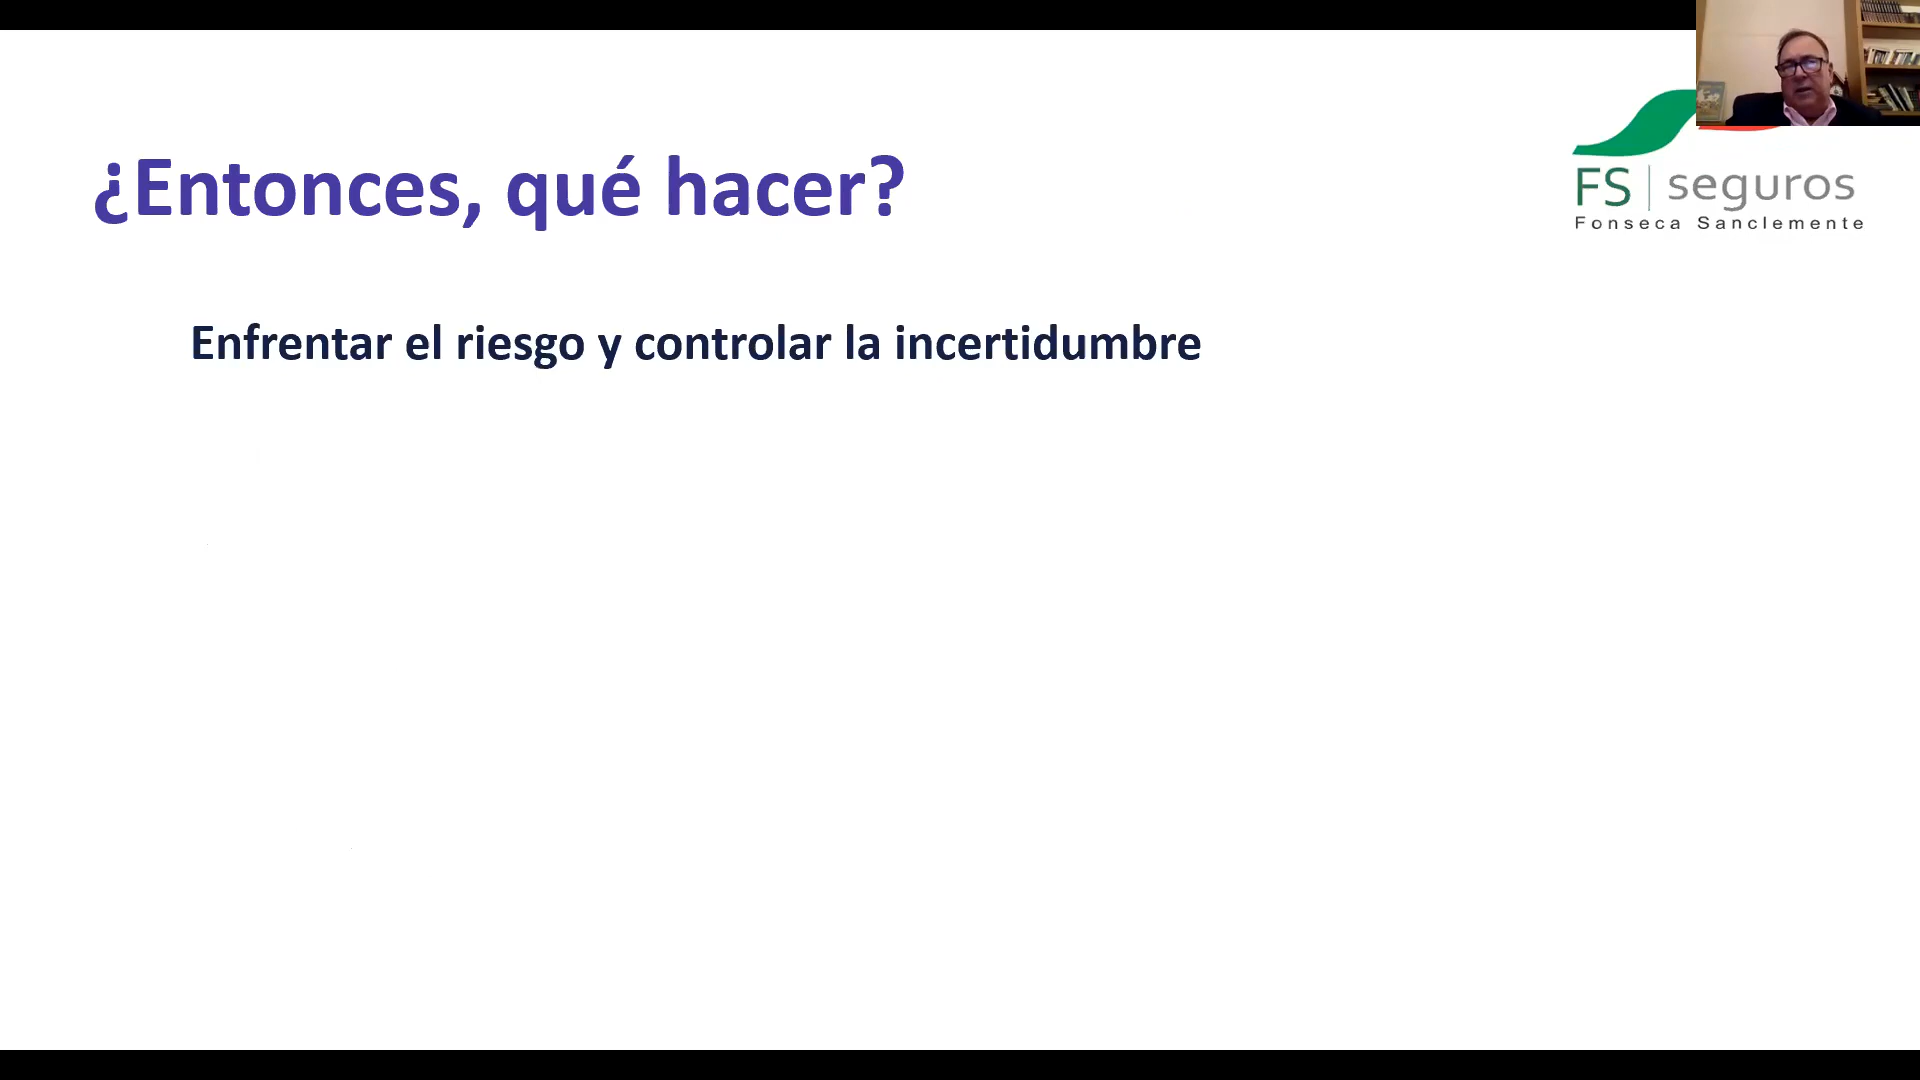 ¿Entonces, qué hacer?
FS | seguros
Fonseca Sanclemente
Enfrentar el riesgo y controlar la incertidumbre